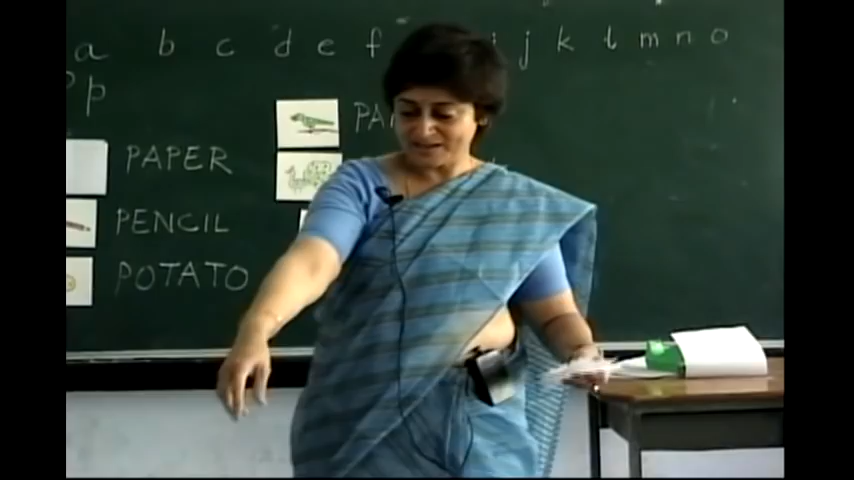 a b c d e f j k l m n o
P p
PAPER
PENCIL
POTATO